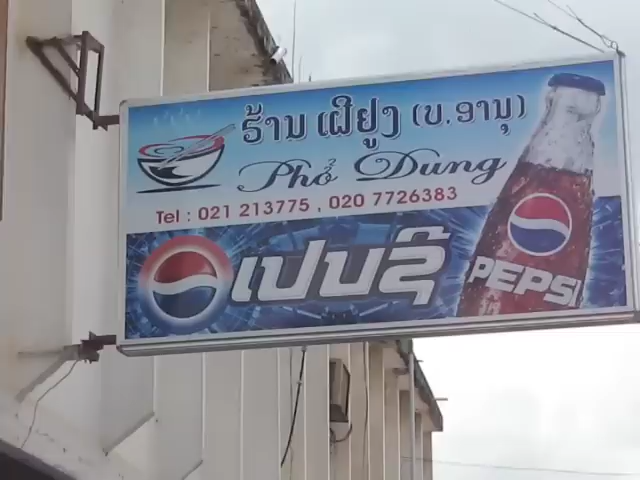 ຮ້ານ ເຝີຢູງ (ບ.ອານຸ)
Phở Dung
Tel : 021 213775 , 020 7726383
ເປບຊີ
PEPSI